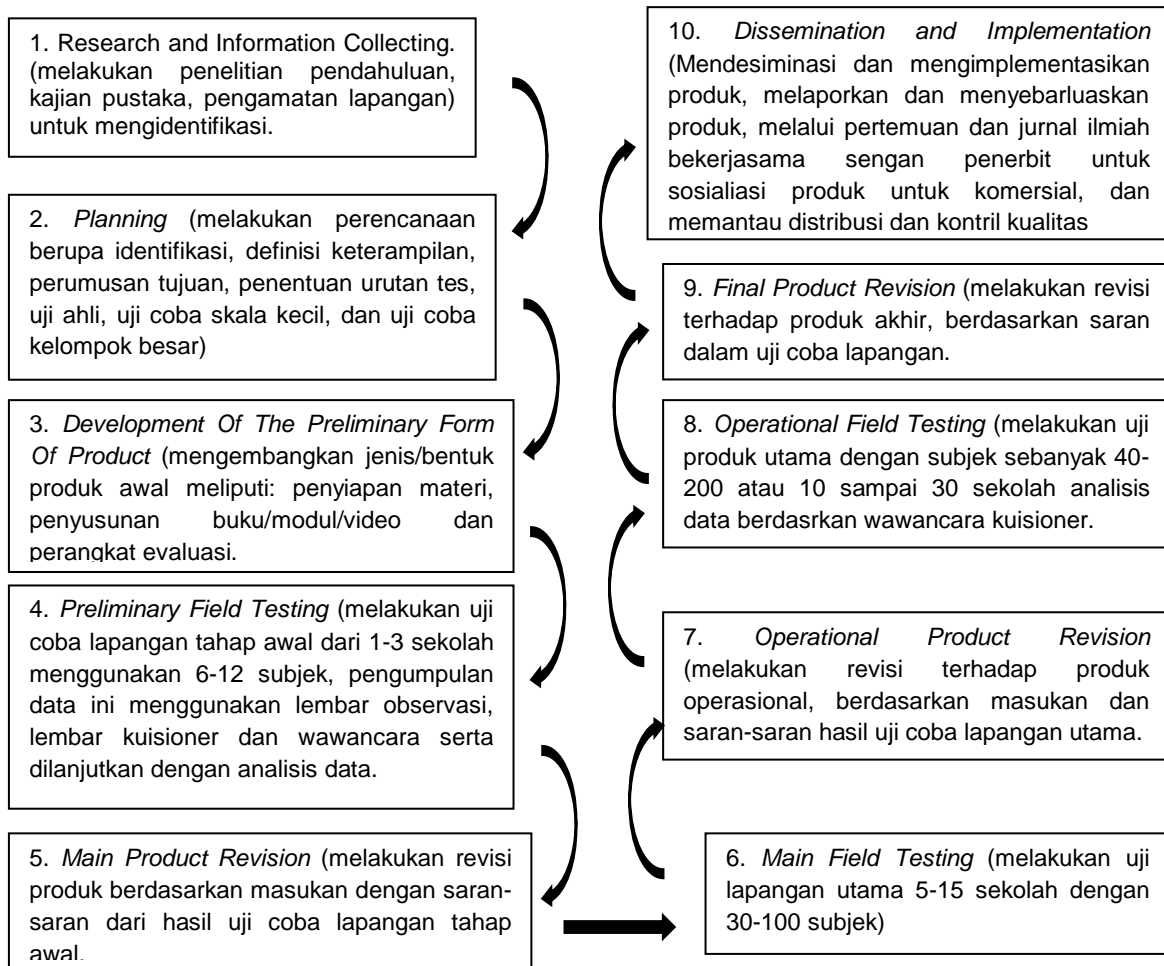 1. Research and Information Collecting.
(melakukan penelitian pendahuluan,
kajian pustaka, pengamatan lapangan)
untuk mengidentifikasi.
2. Planning (melakukan perencanaan
berupa identifikasi, definisi keterampilan,
perumusan tujuan, penentuan urutan tes,
uji ahli, uji coba skala kecil, dan uji coba
kelompok besar)
3. Development Of The Preliminary Form
Of Product (mengembangkan jenis/bentuk
produk awal meliputi: penyiapan materi,
penyusunan buku/modul/video dan
perangkat evaluasi.
4. Preliminary Field Testing (melakukan uji
coba lapangan tahap awal dari 1-3 sekolah
menggunakan 6-12 subjek, pengumpulan
data ini menggunakan lembar observasi,
lembar kuisioner dan wawancara serta
dilanjutkan dengan analisis data.
5. Main Product Revision (melakukan revisi
produk berdasarkan masukan dengan saran-
saran dari hasil uji coba lapangan tahap
awal.
6. Main Field Testing (melakukan uji
lapangan utama 5-15 sekolah dengan
30-100 subjek)
7. Operational Product Revision
(melakukan revisi terhadap produk
operasional, berdasarkan masukan dan
saran-saran hasil uji coba lapangan utama.
8. Operational Field Testing (melakukan uji
produk utama dengan subjek sebanyak 40-
200 atau 10 sampai 30 sekolah analisis
data berdasrkan wawancara kuisioner.
9. Final Product Revision (melakukan revisi
terhadap produk akhir, berdasarkan saran
dalam uji coba lapangan.
10. Dissemination and Implementation
(Mendesiminasi dan mengimplementasikan
produk, melaporkan dan menyebarluaskan
produk, melalui pertemuan dan jurnal ilmiah
bekerjasama sengan penerbit untuk
sosialiasi produk untuk komersial, dan
memantau distribusi dan kontril kualitas